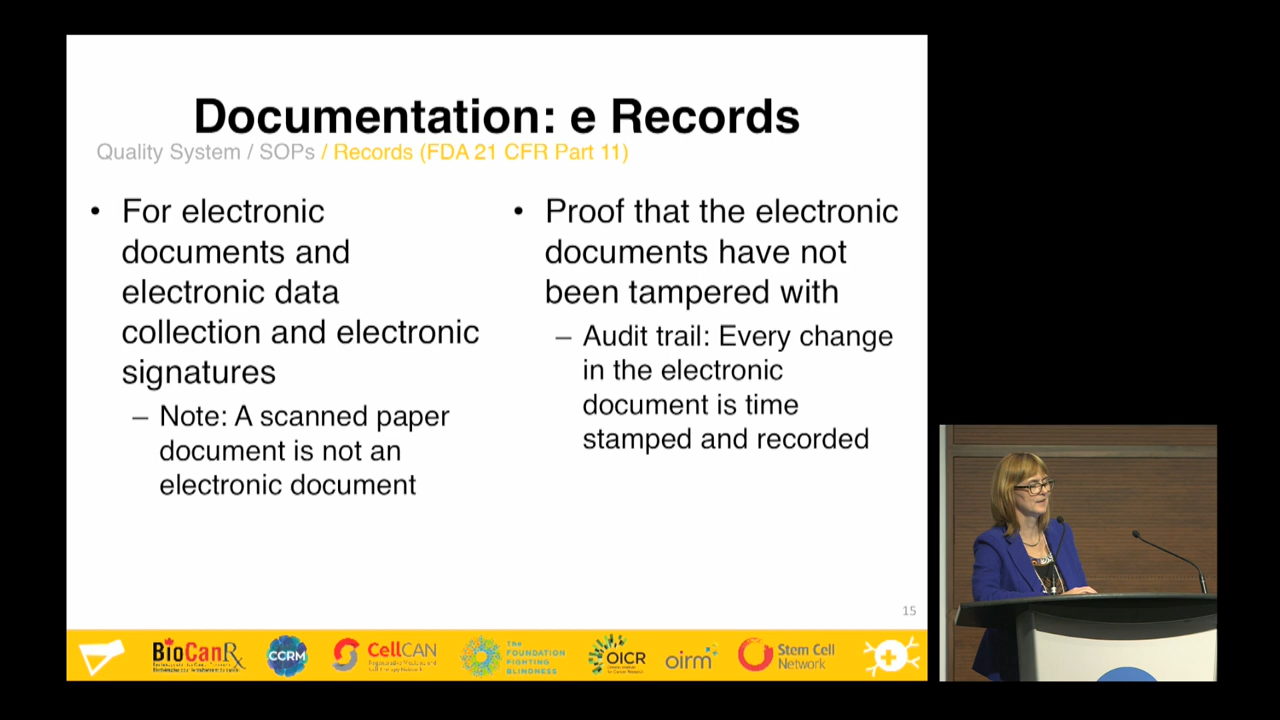 Documentation: e Records
Quality System / SOPs / Records (FDA 21 CFR Part 11)
• For electronic
documents and
electronic data
collection and electronic
signatures
– Note: A scanned paper
document is not an
electronic document
• Proof that the electronic
documents have not
been tampered with
– Audit trail: Every change
in the electronic
document is time
stamped and recorded
15
BioCanRx
CCRM
CellCAN
THE
FOUNDATION
FIGHTING
BLINDNESS
OICR
oirm
Stem Cell
Network